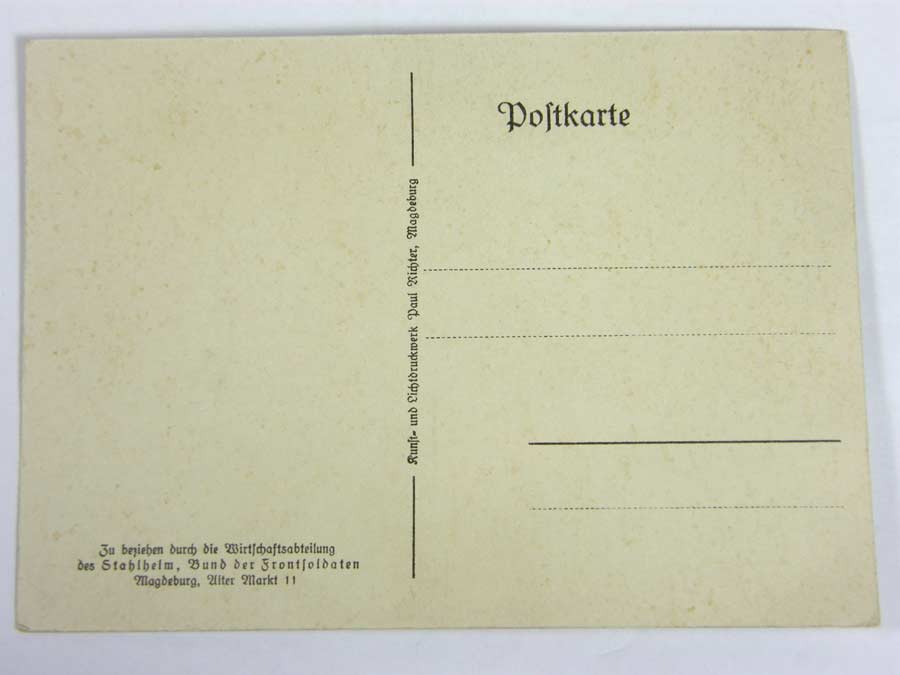 Postkarte
Kunst- und Lichtdruckwerk Paul Richter, Magdeburg
Zu beziehen durch die Wirtschaftsabteilung
des Stahlhelm, Bund der Frontsoldaten
Magdeburg, Alter Markt 11